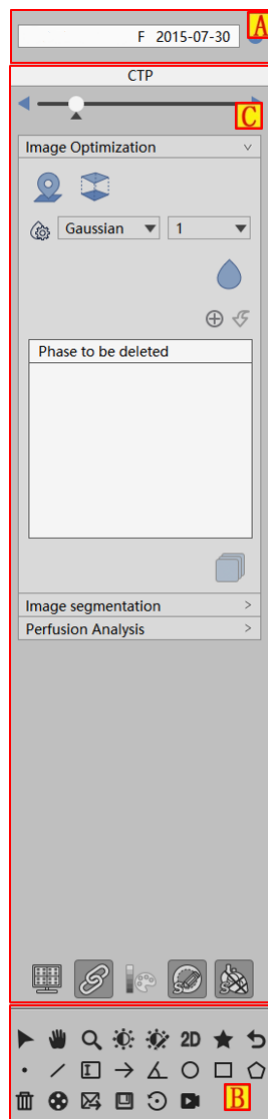 A
F 2015-07-30
CTP
C
Image Optimization
Gaussian 1
Phase to be deleted
Image segmentation
Perfusion Analysis
S S
2D
I
B